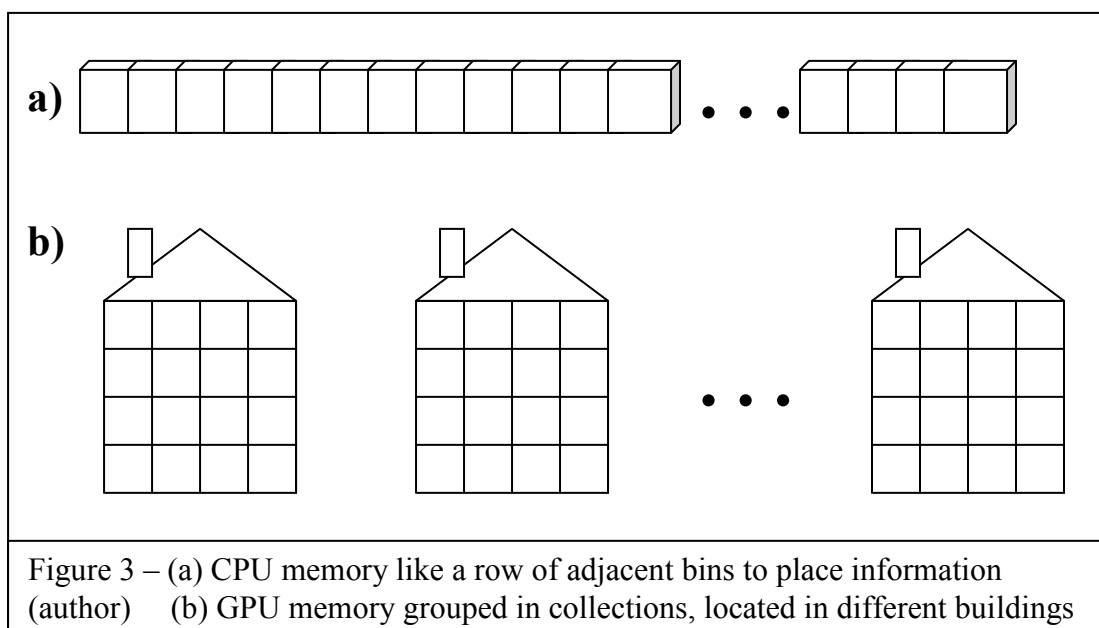 a)
b)
Figure 3 – (a) CPU memory like a row of adjacent bins to place information
(author) (b) GPU memory grouped in collections, located in different buildings